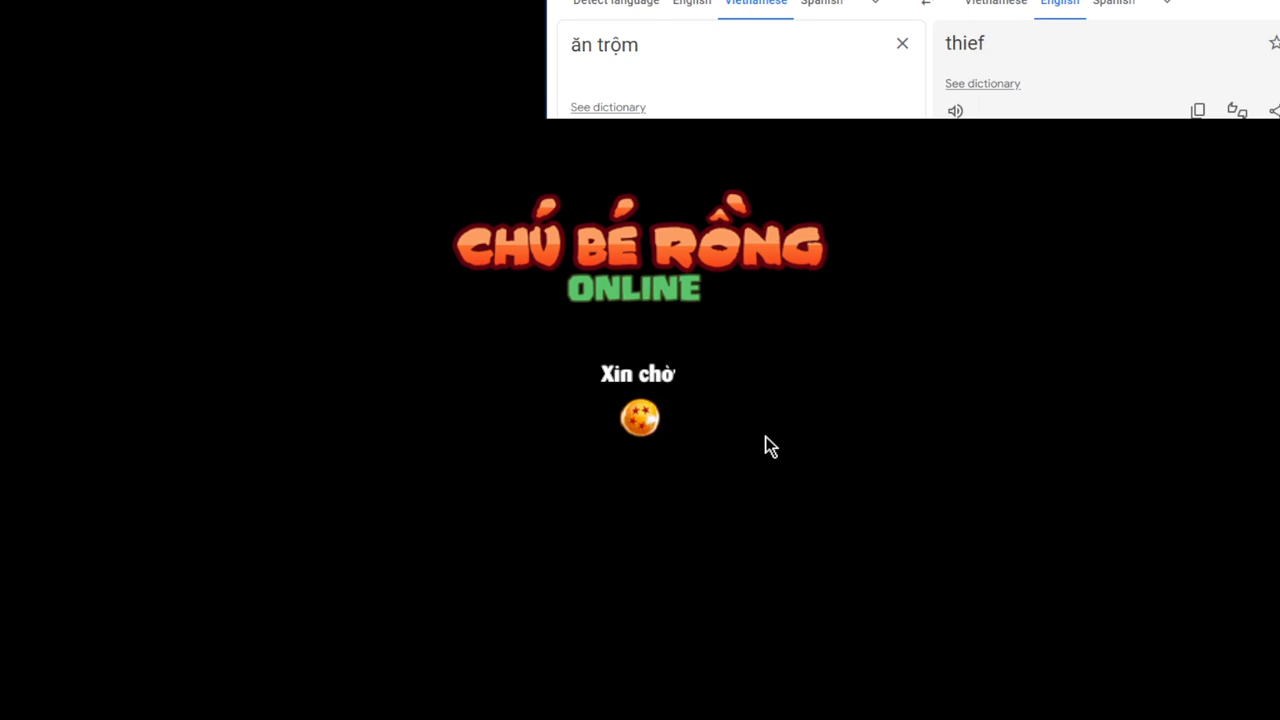 Detect language English Vietnamese Spanish
Vietnamese English Spanish
ăn trộm
thief
See dictionary
See dictionary
CHÚ BÉ RỒNG
ONLINE
Xin chờ